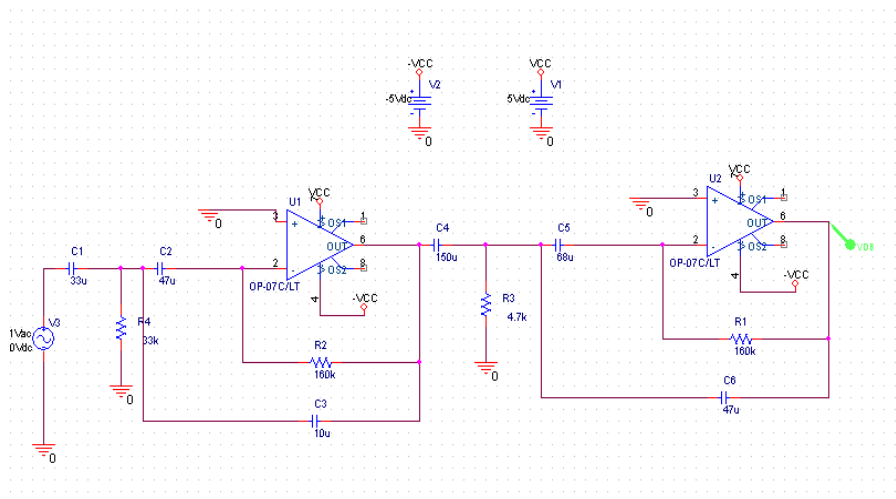 -VCC
VCC
V2
V1
-5Vdc
5Vdc
0
0
U2
VCC
3
+
OS1
1
OUT
6
2
-
OS2
8
OP-07C/LT
4
-VCC
0
VDB
U1
VCC
3
+
OS1
1
OUT
6
2
-
OS2
8
OP-07C/LT
4
-VCC
0
C1
33u
C2
47u
C4
150u
C5
68u
R4
33k
R3
4.7k
R1
160k
R2
160k
C6
47u
C3
10u
V3
1Vac
0Vdc
0
0
0